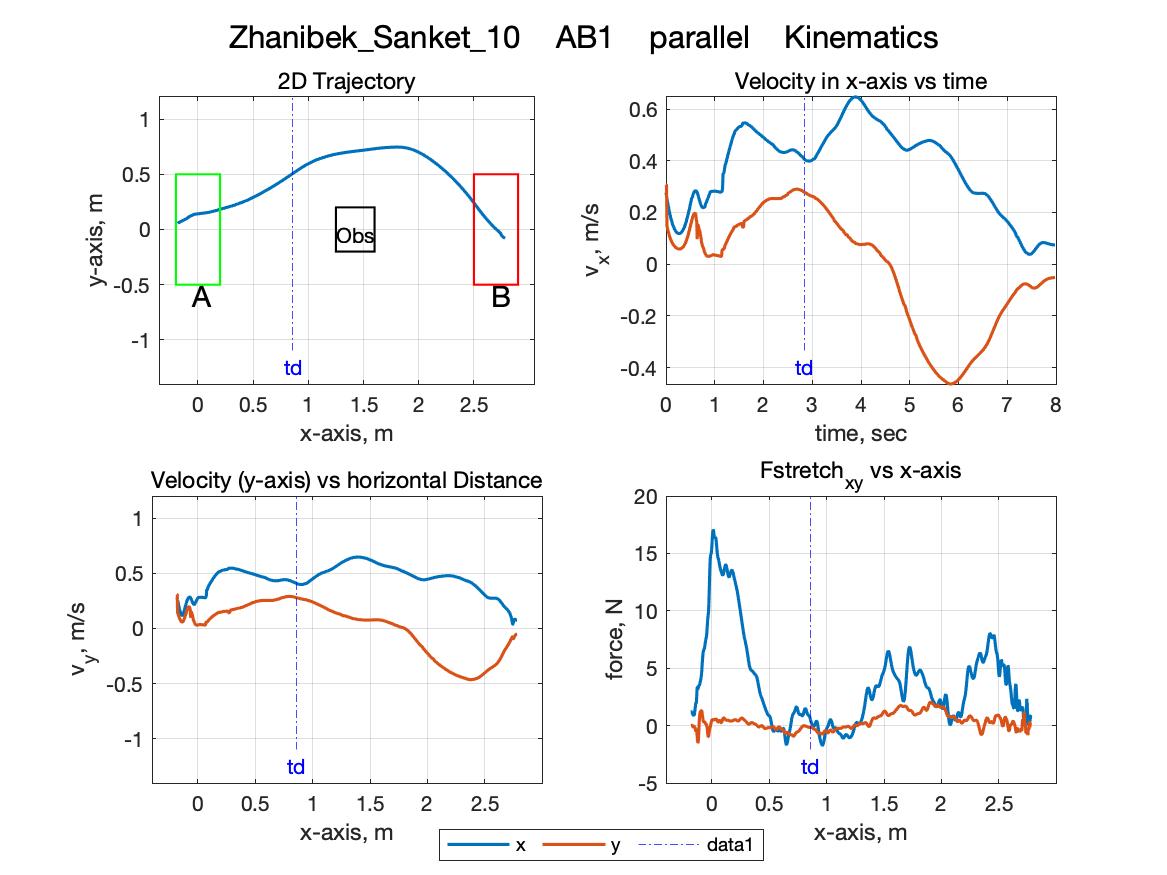 Zhanibek_Sanket_10 AB1 parallel Kinematics
2D Trajectory
1
0.5
0
-0.5
-1
y-axis, m
A
Obs
B
td
0 0.5 1 1.5 2 2.5
x-axis, m
Velocity in x-axis vs time
0.6
0.4
0.2
0
-0.2
-0.4
vx, m/s
td
0 1 2 3 4 5 6 7 8
time, sec
Velocity (y-axis) vs horizontal Distance
1
0.5
0
-0.5
-1
vy, m/s
td
0 0.5 1 1.5 2 2.5
x-axis, m
Fstretchxy vs x-axis
20
15
10
5
0
-5
force, N
td
0 0.5 1 1.5 2 2.5
x-axis, m
x y data1